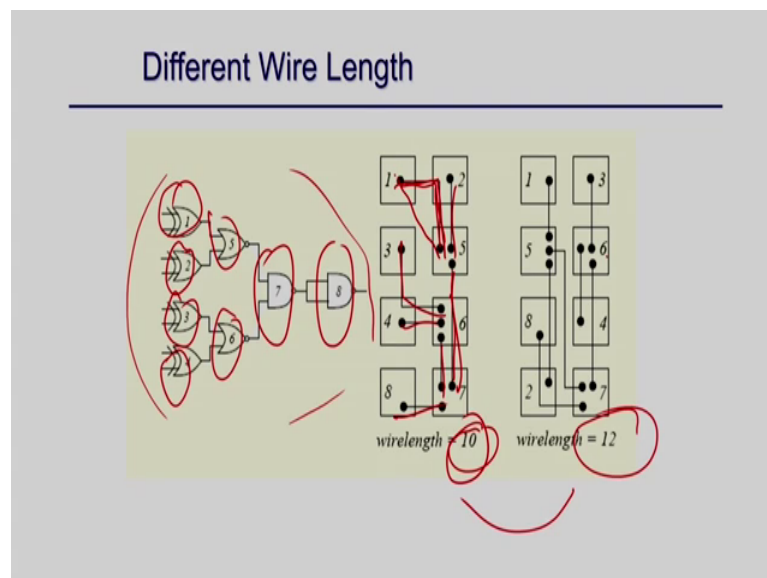 Different Wire Length
1 2 1 3
1 5
2 3 5 5 6
7 8
3 6 4 6 8 4
4
8 7 2 7
wirelength = 10 wirelength = 12